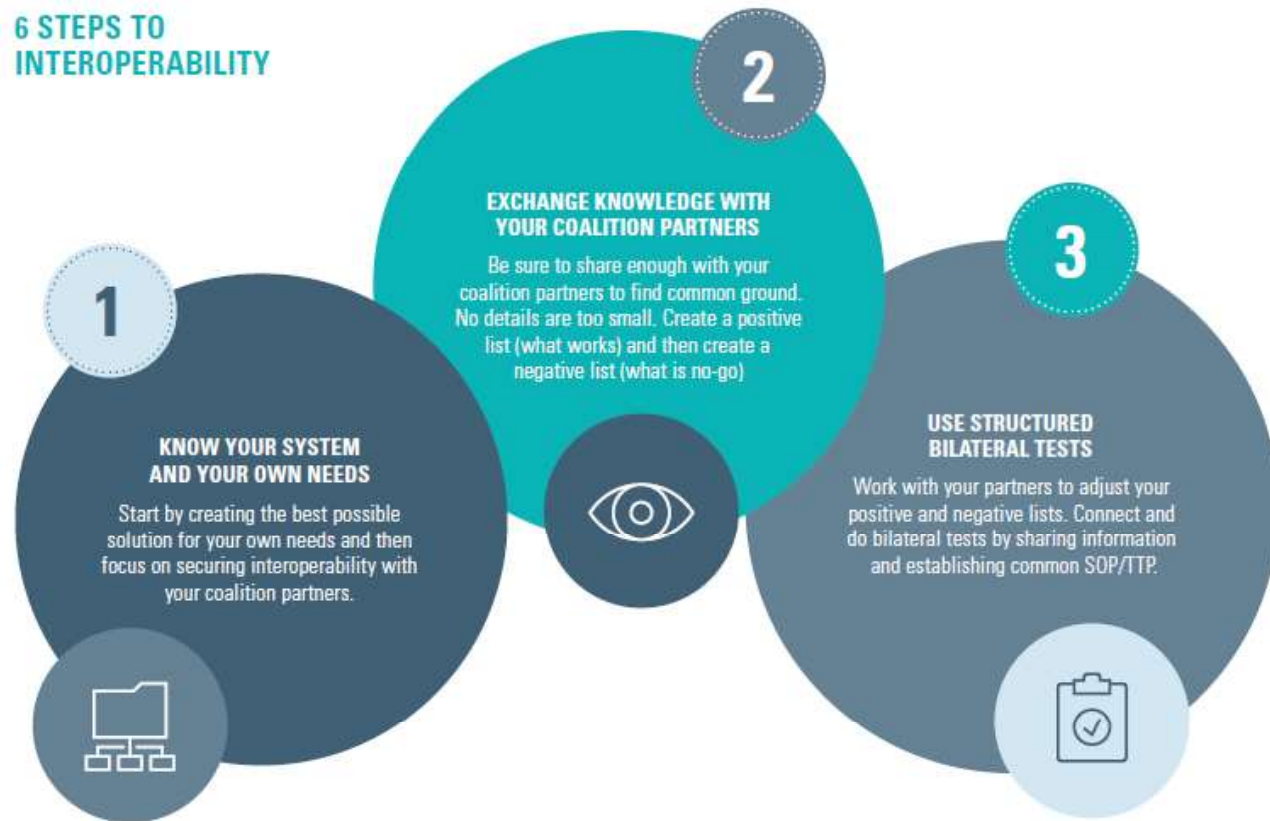 6 STEPS TO
INTEROPERABILITY
1
KNOW YOUR SYSTEM
AND YOUR OWN NEEDS
Start by creating the best possible
solution for your own needs and then
focus on securing interoperability with
your coalition partners.
2
EXCHANGE KNOWLEDGE WITH
YOUR COALITION PARTNERS
Be sure to share enough with your
coalition partners to find common ground.
No details are too small. Create a positive
list (what works) and then create a
negative list (what is no-go)
3
USE STRUCTURED
BILATERAL TESTS
Work with your partners to adjust your
positive and negative lists. Connect and
do bilateral tests by sharing information
and establishing common SOP/TTP.